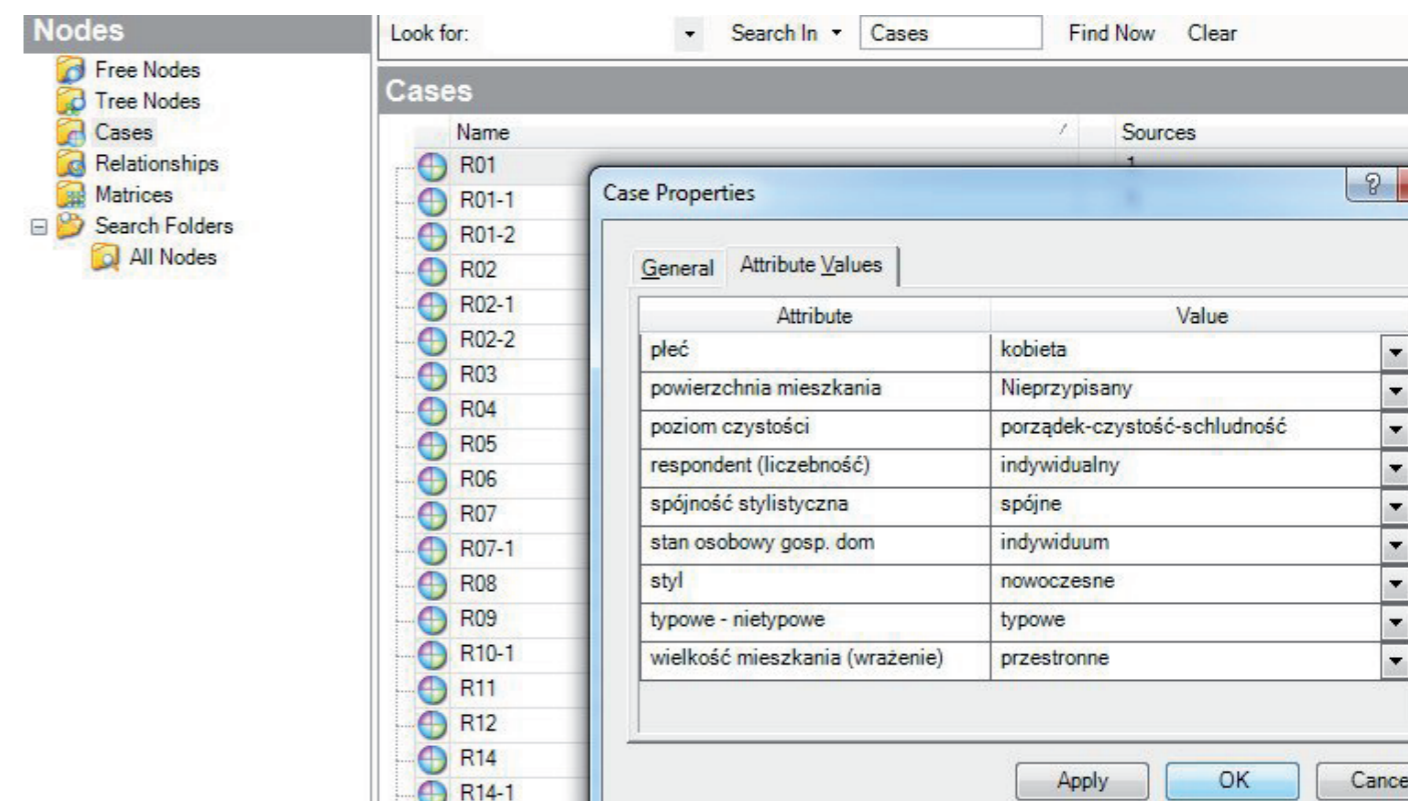 Nodes
Free Nodes
Tree Nodes
Cases
Relationships
Matrices
Search Folders
All Nodes
Look for: Search In Cases Find Now Clear
Cases
Name Sources
R01 1
R01-1
R01-2
R02
R02-1
R02-2
R03
R04
R05
R06
R07
R07-1
R08
R09
R10-1
R11
R12
R14
R14-1
Case Properties ?
General Attribute Values
Attribute Value
płeć kobieta
powierzchnia mieszkania Nieprzypisany
poziom czystości porządek-czystość-schludność
respondent (liczebność) indywidualny
spójność stylistyczna spójne
stan osobowy gosp. dom indywiduum
styl nowoczesne
typowe - nietypowe typowe
wielkość mieszkania (wrażenie) przestronne
Apply OK Cance